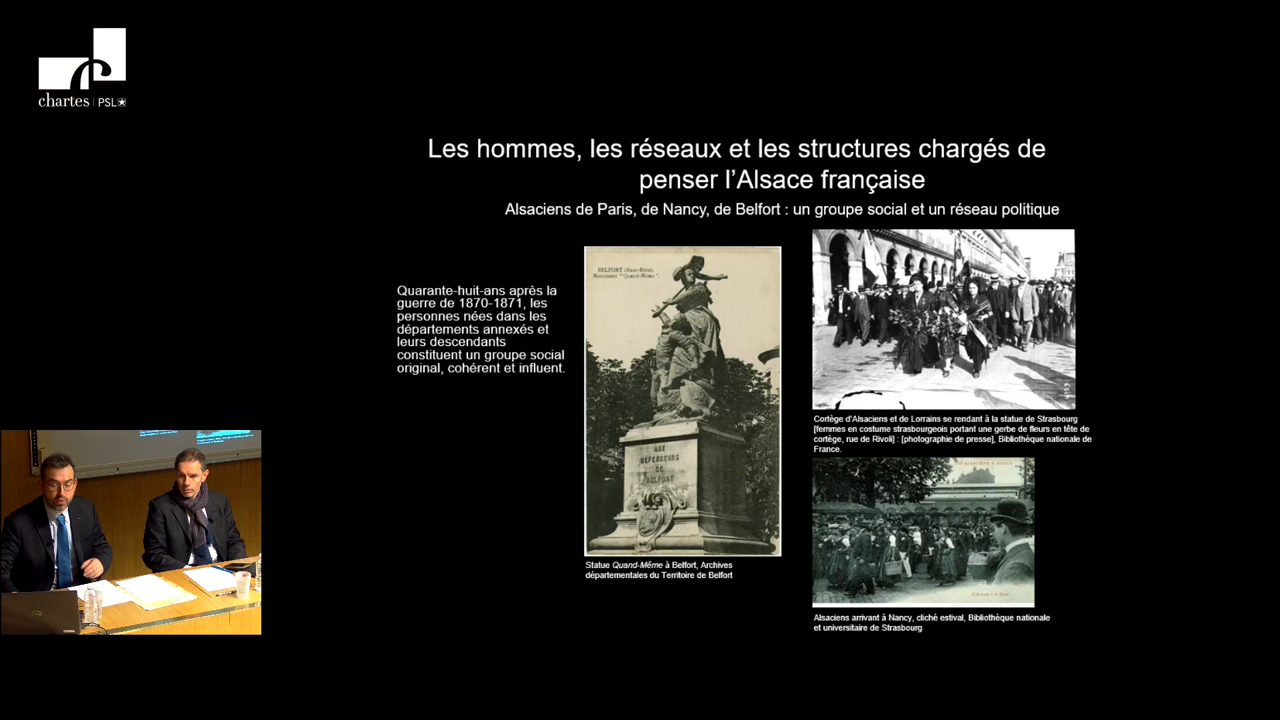 chartes | PSL
Les hommes, les réseaux et les structures chargés de
penser l'Alsace française
Alsaciens de Paris, de Nancy, de Belfort : un groupe social et un réseau politique
Quarante-huit-ans après la
guerre de 1870-1871, les
personnes nées dans les
départements annexés et
leurs descendants
constituent un groupe social
original, cohérent et influent.
BELFORT (Haut-Rhin).
Monument "Quand-Même".
AUX
DÉFENSEURS
DE
BELFORT
Statue Quand-Même à Belfort, Archives
départementales du Territoire de Belfort
Cortège d'Alsaciens et de Lorrains se rendant à la statue de Strasbourg
[femmes en costume strasbourgeois portant une gerbe de fleurs en tête de
cortège, rue de Rivoli] : [photographie de presse], Bibliothèque nationale de
France.
Alsaciens arrivant à Nancy, cliché estival, Bibliothèque nationale
et universitaire de Strasbourg